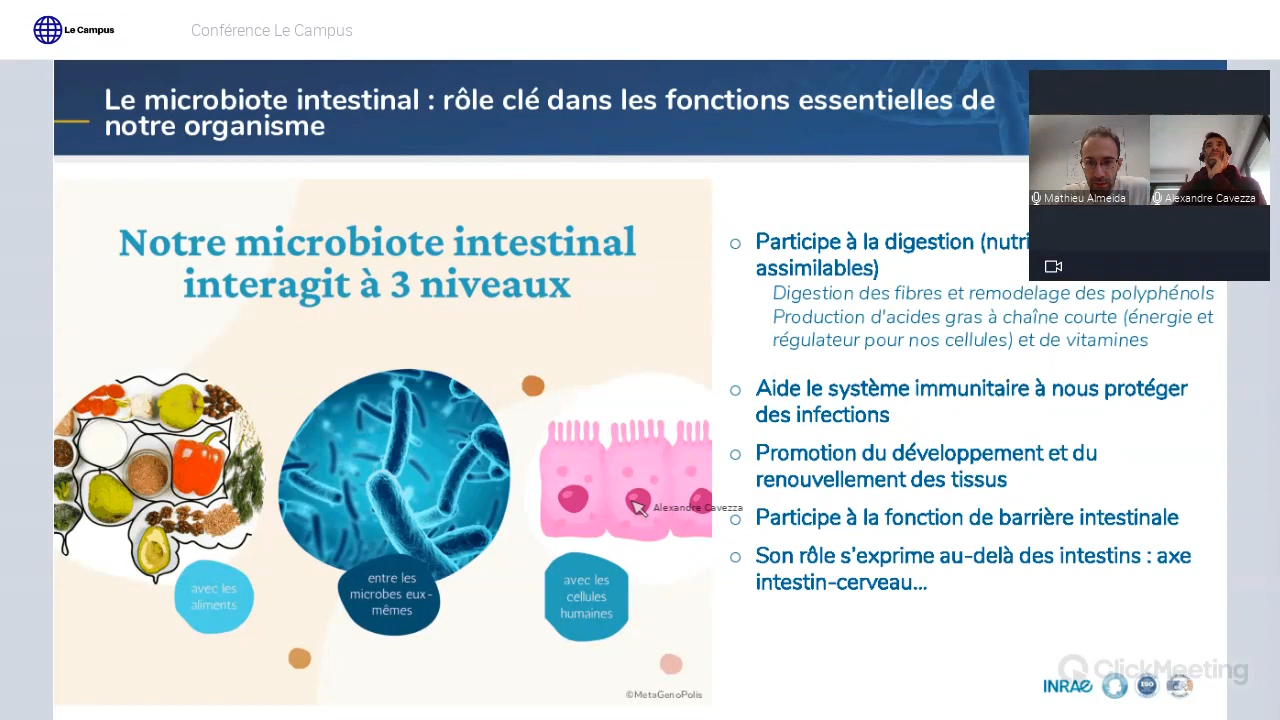 Le Campus
Conférence Le Campus
Le microbiote intestinal : rôle clé dans les fonctions essentielles de
notre organisme
Mathieu Almeida
Alexandre Cavezza
Notre microbiote intestinal
interagit à 3 niveaux
avec les
aliments
entre les
microbes eux-
mêmes
avec les
cellules
humaines
Alexandre Cavezza
©MetaGenoPolis
Participe à la digestion (nutri
assimilables)
Digestion des fibres et remodelage des polyphénols
Production d'acides gras à chaîne courte (énergie et
régulateur pour nos cellules) et de vitamines
Aide le système immunitaire à nous protéger
des infections
Promotion du développement et du
renouvellement des tissus
Participe à la fonction de barrière intestinale
Son rôle s'exprime au-delà des intestins : axe
intestin-cerveau...
ClickMeeting
INRAE
ISO